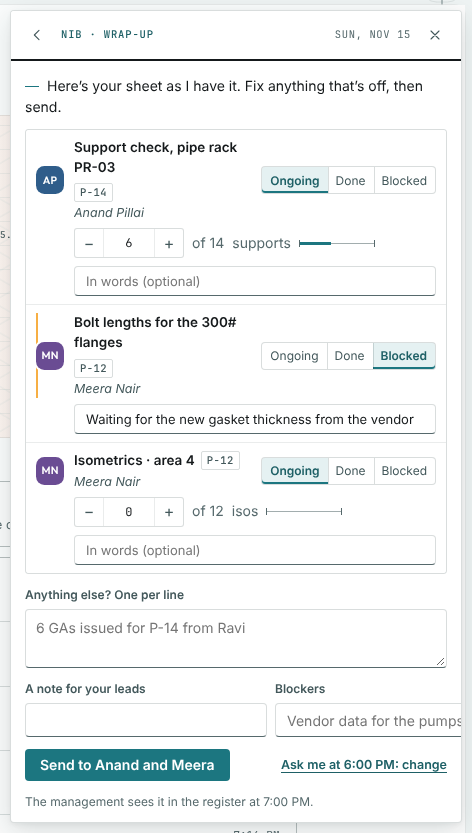 NIB · WRAP-UP
SUN, NOV 15
— Here's your sheet as I have it. Fix anything that's off, then
send.
Support check, pipe rack
PR-03
AP
P-14
Anand Pillai
Ongoing Done Blocked
− 6 + of 14 supports
In words (optional)
Bolt lengths for the 300#
flanges
MN
P-12
Meera Nair
Ongoing Done Blocked
Waiting for the new gasket thickness from the vendor
MN
Isometrics · area 4 P-12
Meera Nair
Ongoing Done Blocked
− 0 + of 12 isos
In words (optional)
Anything else? One per line
6 GAs issued for P-14 from Ravi
A note for your leads
Blockers
Vendor data for the pumps
Send to Anand and Meera
Ask me at 6:00 PM: change
The management sees it in the register at 7:00 PM.